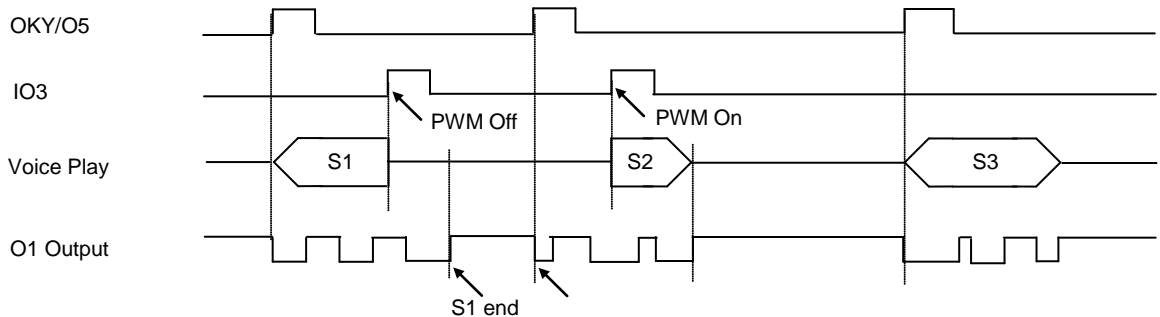 OKY/O5
IO3
PWM Off
PWM On
Voice Play
S1
S2
S3
O1 Output
S1 end